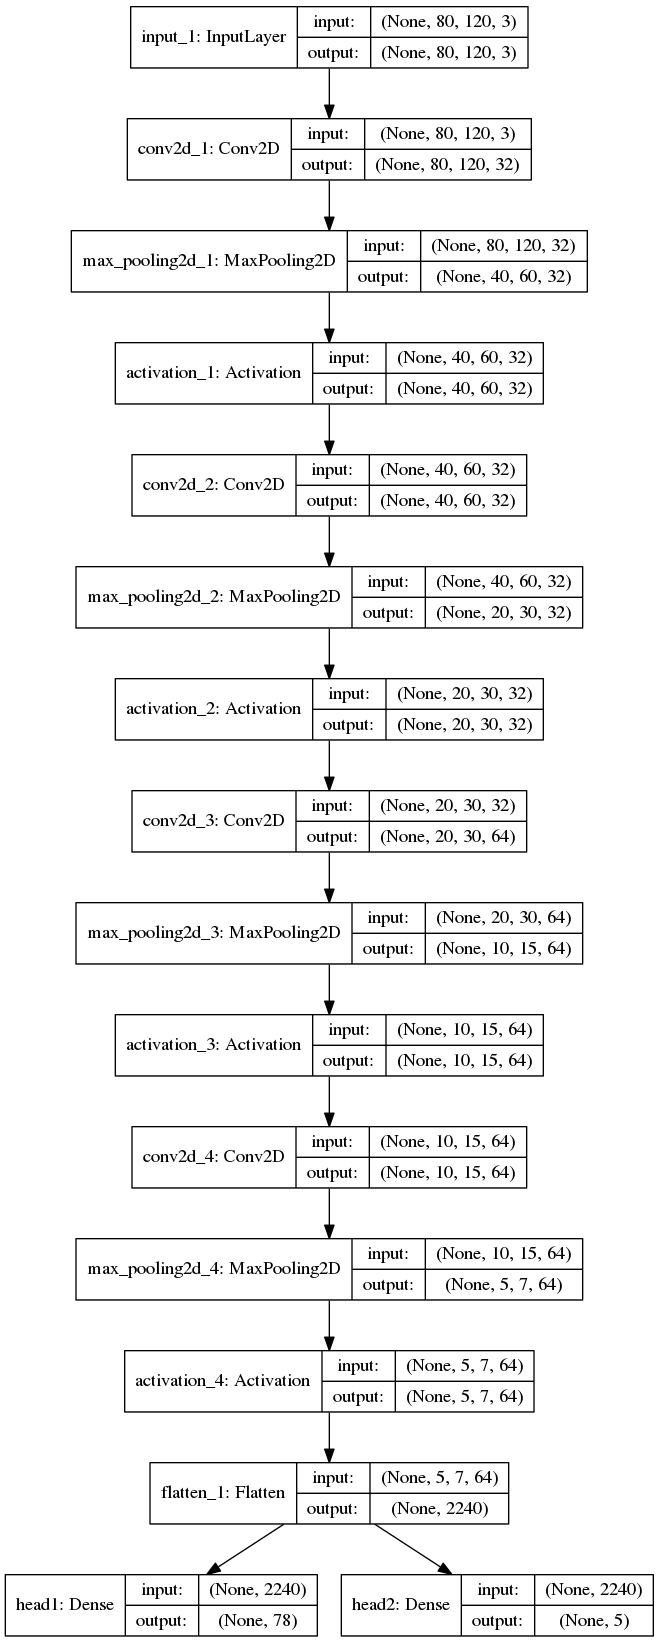 input_1: InputLayer
input: (None, 80, 120, 3)
output: (None, 80, 120, 3)
conv2d_1: Conv2D
input: (None, 80, 120, 3)
output: (None, 80, 120, 32)
max_pooling2d_1: MaxPooling2D
input: (None, 80, 120, 32)
output: (None, 40, 60, 32)
activation_1: Activation
input: (None, 40, 60, 32)
output: (None, 40, 60, 32)
conv2d_2: Conv2D
input: (None, 40, 60, 32)
output: (None, 40, 60, 32)
max_pooling2d_2: MaxPooling2D
input: (None, 40, 60, 32)
output: (None, 20, 30, 32)
activation_2: Activation
input: (None, 20, 30, 32)
output: (None, 20, 30, 32)
conv2d_3: Conv2D
input: (None, 20, 30, 32)
output: (None, 20, 30, 64)
max_pooling2d_3: MaxPooling2D
input: (None, 20, 30, 64)
output: (None, 10, 15, 64)
activation_3: Activation
input: (None, 10, 15, 64)
output: (None, 10, 15, 64)
conv2d_4: Conv2D
input: (None, 10, 15, 64)
output: (None, 10, 15, 64)
max_pooling2d_4: MaxPooling2D
input: (None, 10, 15, 64)
output: (None, 5, 7, 64)
activation_4: Activation
input: (None, 5, 7, 64)
output: (None, 5, 7, 64)
flatten_1: Flatten
input: (None, 5, 7, 64)
output: (None, 2240)
head1: Dense
input: (None, 2240)
output: (None, 78)
head2: Dense
input: (None, 2240)
output: (None, 5)